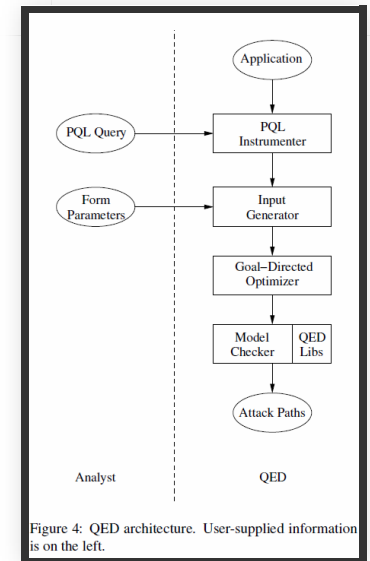 Application
PQL Query
PQL
Instrumenter
Form
Parameters
Input
Generator
Goal–Directed
Optimizer
Model
Checker
QED
Libs
Attack Paths
Analyst
QED
Figure 4: QED architecture. User-supplied information
is on the left.